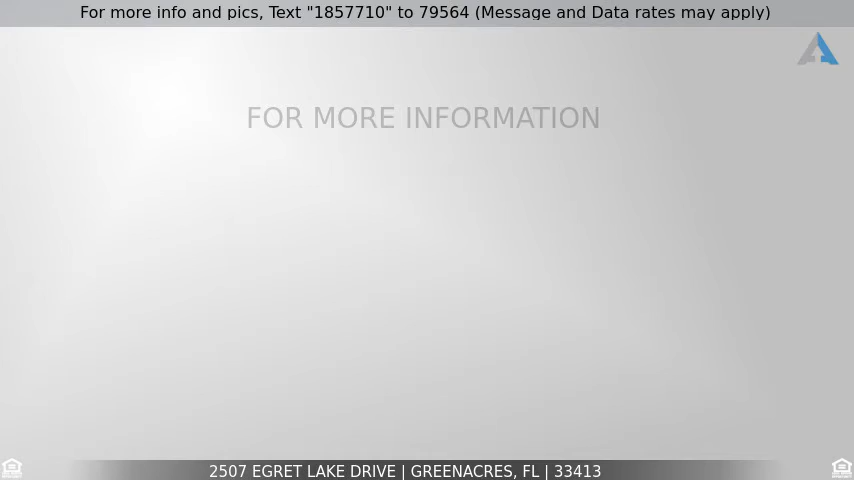 For more info and pics, Text "1857710" to 79564 (Message and Data rates may apply)
FOR MORE INFORMATION
2507 EGRET LAKE DRIVE | GREENACRES, FL | 33413